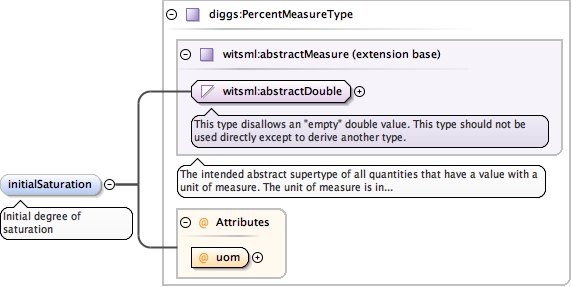 diggs:PercentMeasureType
witsml:abstractMeasure (extension base)
witsml:abstractDouble
This type disallows an "empty" double value. This type should not be
used directly except to derive another type.
The intended abstract supertype of all quantities that have a value with a
unit of measure. The unit of measure is in...
initialSaturation
Initial degree of
saturation
@ Attributes
@ uom